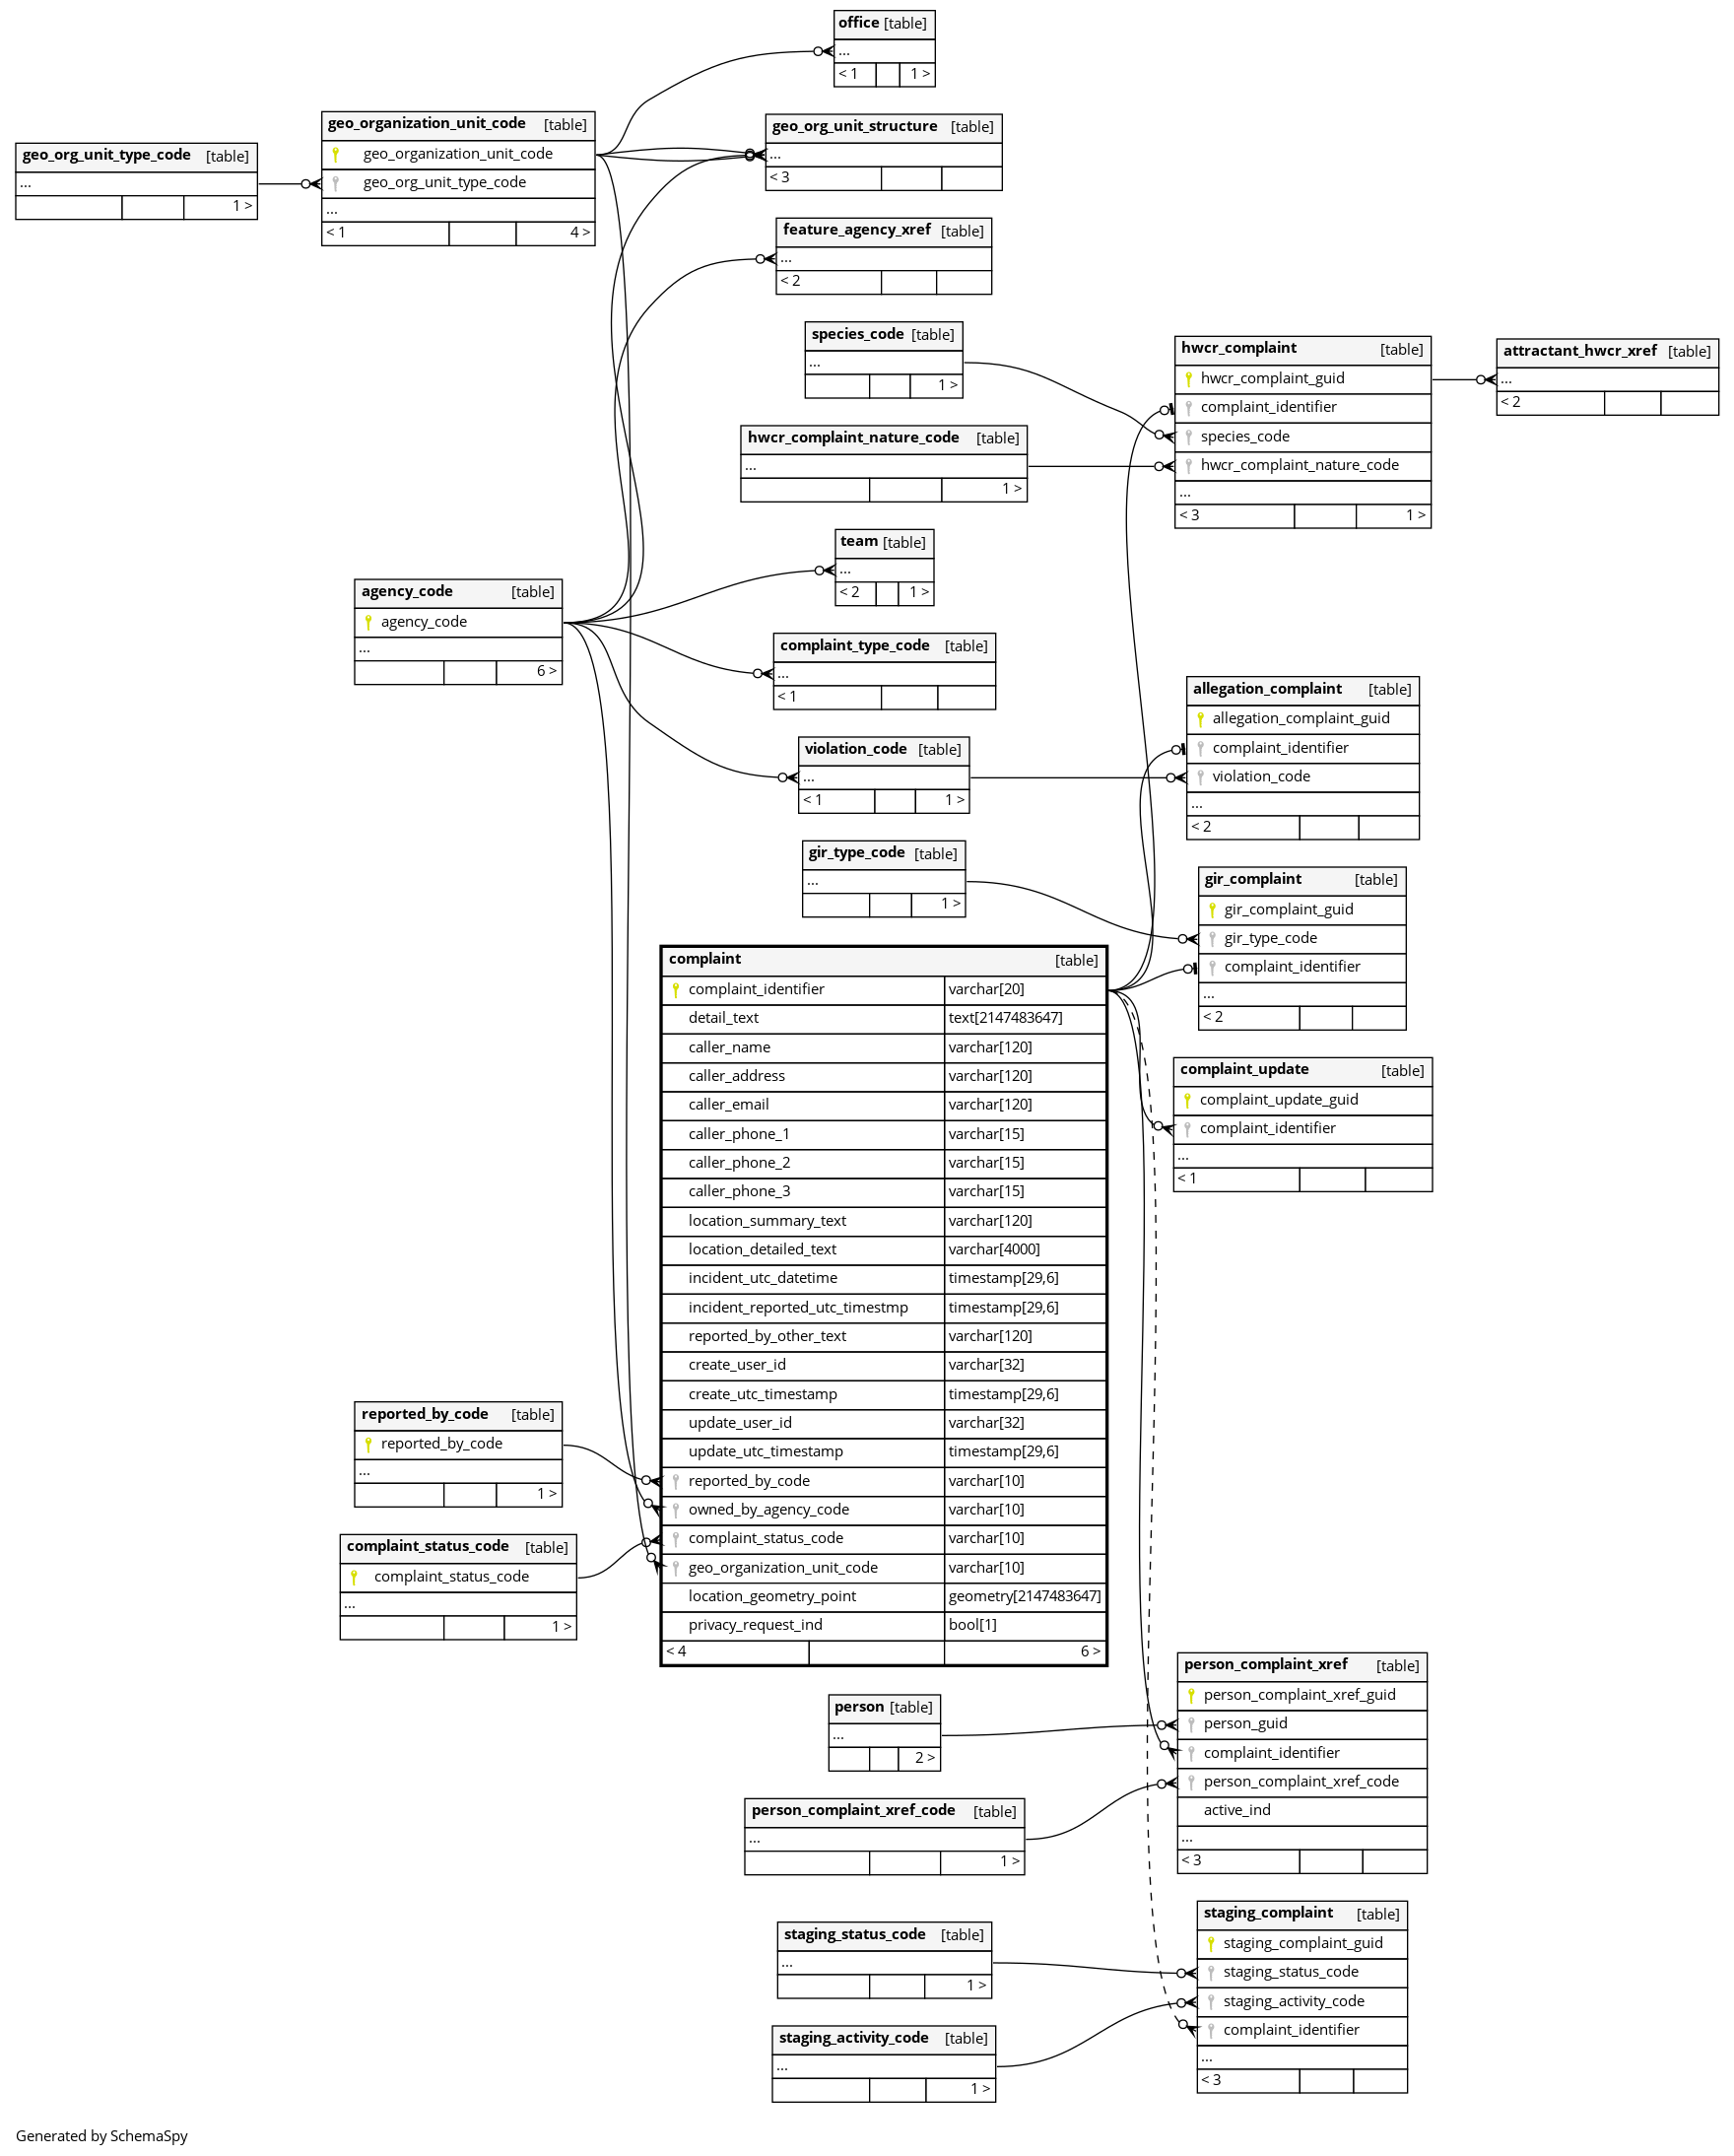 office [table]
...
< 1 1 >
geo_organization_unit_code [table]
geo_organization_unit_code
geo_org_unit_type_code
...
< 1 4 >
geo_org_unit_structure [table]
...
< 3
geo_org_unit_type_code [table]
...
1 >
feature_agency_xref [table]
...
< 2
species_code [table]
...
1 >
hwcr_complaint [table]
hwcr_complaint_guid
complaint_identifier
species_code
hwcr_complaint_nature_code
...
< 3 1 >
attractant_hwcr_xref [table]
...
< 2
hwcr_complaint_nature_code [table]
...
1 >
team [table]
...
< 2 1 >
agency_code [table]
agency_code
...
6 >
complaint_type_code [table]
...
< 1
allegation_complaint [table]
allegation_complaint_guid
complaint_identifier
violation_code
...
< 2
violation_code [table]
...
< 1 1 >
gir_type_code [table]
...
1 >
gir_complaint [table]
gir_complaint_guid
gir_type_code
complaint_identifier
...
< 2
complaint [table]
complaint_identifier varchar[20]
detail_text text[2147483647]
caller_name varchar[120]
caller_address varchar[120]
caller_email varchar[120]
caller_phone_1 varchar[15]
caller_phone_2 varchar[15]
caller_phone_3 varchar[15]
location_summary_text varchar[120]
location_detailed_text varchar[4000]
incident_utc_datetime timestamp[29,6]
incident_reported_utc_timestmp timestamp[29,6]
reported_by_other_text varchar[120]
create_user_id varchar[32]
create_utc_timestamp timestamp[29,6]
update_user_id varchar[32]
update_utc_timestamp timestamp[29,6]
reported_by_code varchar[10]
owned_by_agency_code varchar[10]
complaint_status_code varchar[10]
geo_organization_unit_code varchar[10]
location_geometry_point geometry[2147483647]
privacy_request_ind bool[1]
< 4 6 >
complaint_update [table]
complaint_update_guid
complaint_identifier
...
< 1
reported_by_code [table]
reported_by_code
...
1 >
complaint_status_code [table]
complaint_status_code
...
1 >
person_complaint_xref [table]
person_complaint_xref_guid
person_guid
complaint_identifier
person_complaint_xref_code
active_ind
...
< 3
person [table]
...
2 >
person_complaint_xref_code [table]
...
1 >
staging_complaint [table]
staging_complaint_guid
staging_status_code
staging_activity_code
complaint_identifier
...
< 3
staging_status_code [table]
...
1 >
staging_activity_code [table]
...
1 >
Generated by SchemaSpy